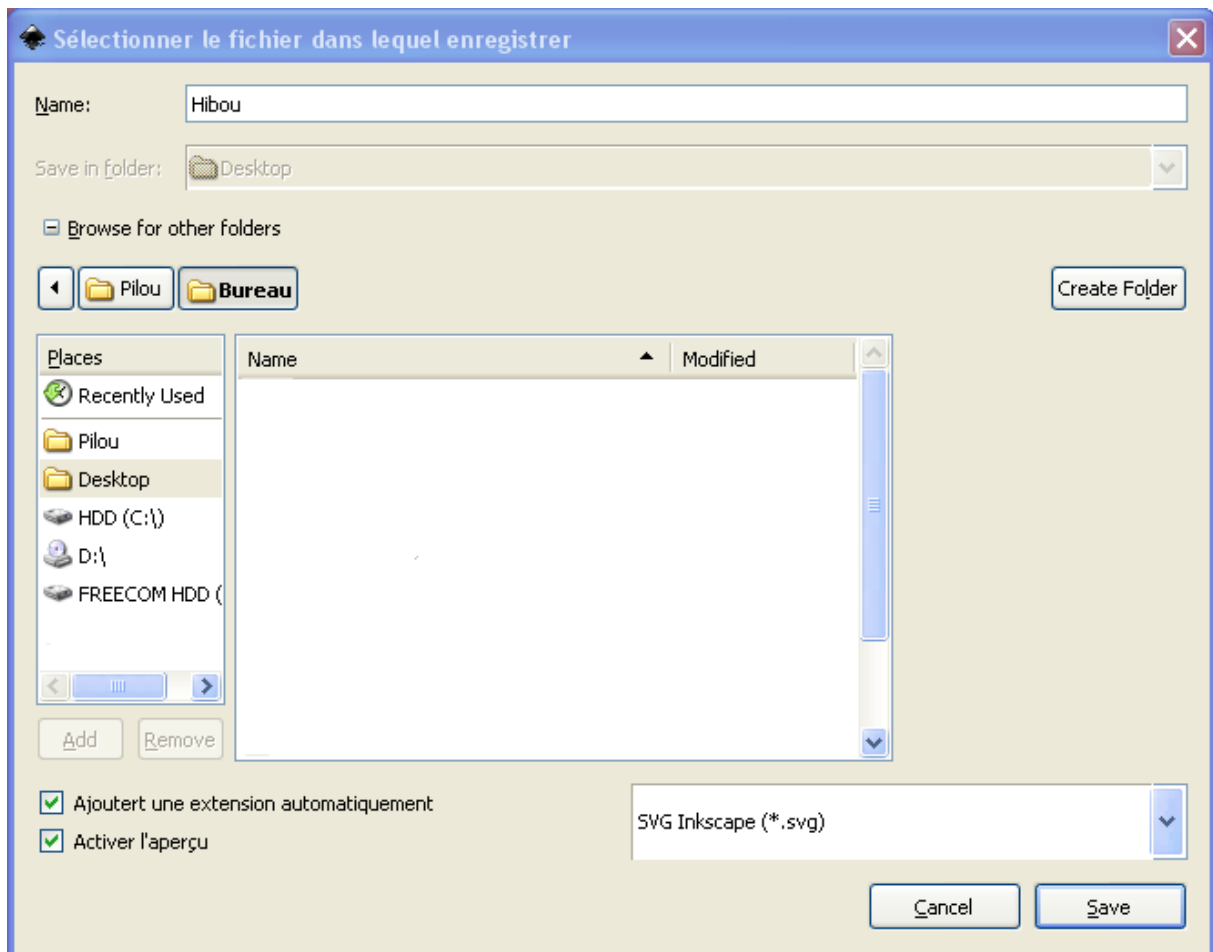 Sélectionner le fichier dans lequel enregistrer
Name: Hibou
Save in folder: Desktop
Browse for other folders
Pilou Bureau Create Folder
Places Name Modified
Recently Used
Pilou
Desktop
HDD (C:\)
D:\
FREECOM HDD (
Add Remove
Ajoutert une extension automatiquement
SVG Inkscape (*.svg)
Activer l'aperçu
Cancel Save